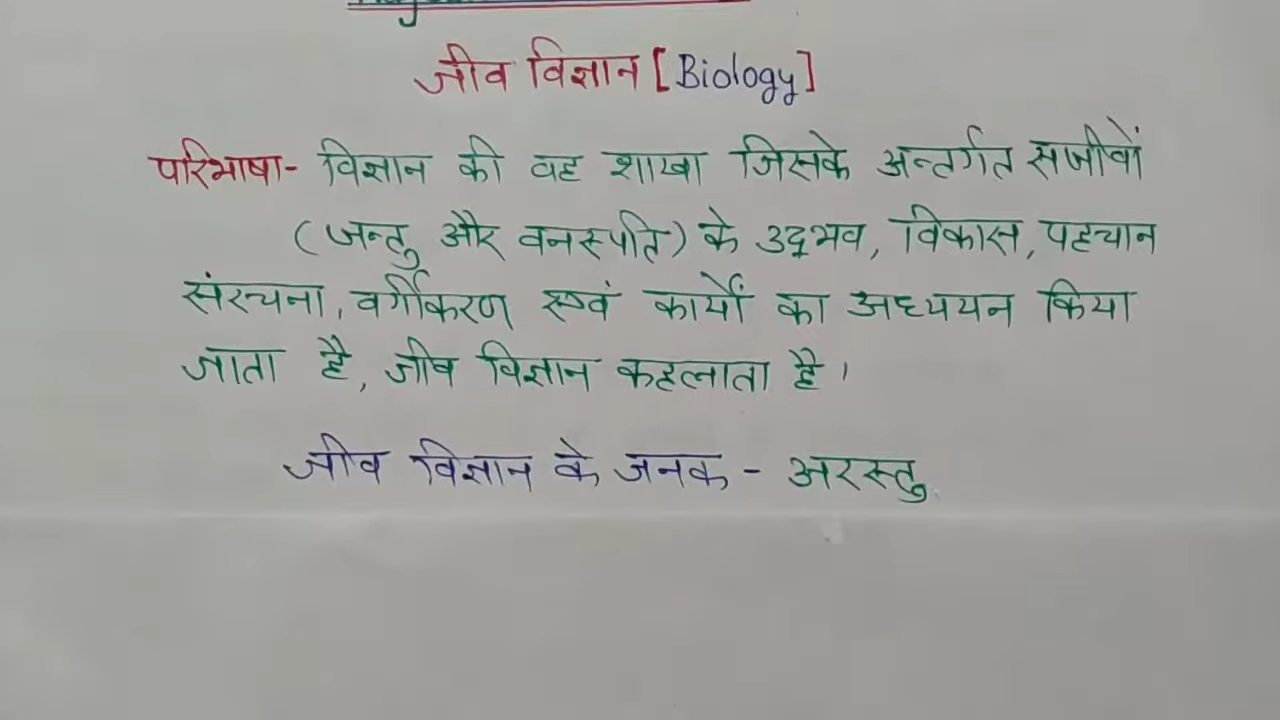 जीव विज्ञान [Biology]
परिभाषा- विज्ञान की वह शाखा जिसके अन्तर्गत सजीवों
(जन्तु और वनस्पति) के उद्भव, विकास, पहचान
संरचना, वर्गीकरण एवं कार्यों का अध्ययन किया
जाता है, जीव विज्ञान कहलाता है।
जीव विज्ञान के जनक - अरस्तु